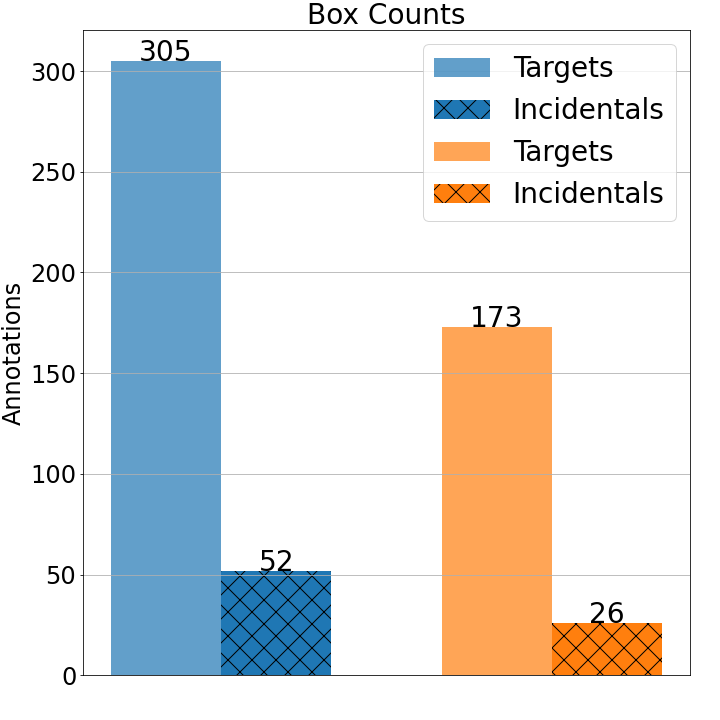 Box Counts
305
300
Targets
Incidentals
250
Targets
Incidentals
200
173
150
Annotations
100
52
50
26
0